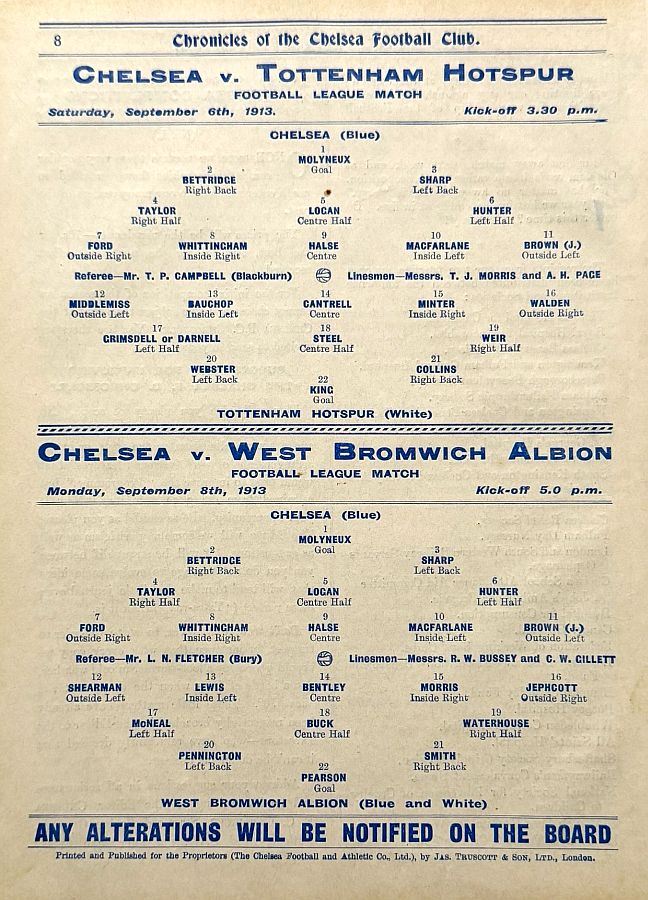 8 Chronicles of the Chelsea Football Club.
CHELSEA v. TOTTENHAM HOTSPUR
FOOTBALL LEAGUE MATCH
Saturday, September 6th, 1913. Kick-off 3.30 p.m.
CHELSEA (Blue)
1
MOLYNEUX
Goal
2 3
BETTRIDGE SHARP
Right Back Left Back
4 5 6
TAYLOR LOGAN HUNTER
Right Half Centre Half Left Half
7 8 9 10 11
FORD WHITTINGHAM HALSE MACFARLANE BROWN (J.)
Outside Right Inside Right Centre Inside Left Outside Left
Referee—Mr. T. P. CAMPBELL (Blackburn) Linesmen—Messrs. T. J. MORRIS and A. H. PACE
12 13 14 15 16
MIDDLEMISS BAUCHOP CANTRELL MINTER WALDEN
Outside Left Inside Left Centre Inside Right Outside Right
17 18 19
GRIMSDELL or DARNELL STEEL WEIR
Left Half Centre Half Right Half
20 21
WEBSTER COLLINS
Left Back Right Back
22
KING
Goal
TOTTENHAM HOTSPUR (White)
CHELSEA v. WEST BROMWICH ALBION
FOOTBALL LEAGUE MATCH
Monday, September 8th, 1913 Kick-off 5.0 p.m.
CHELSEA (Blue)
1
MOLYNEUX
Goal
2 3
BETTRIDGE SHARP
Right Back Left Back
4 5 6
TAYLOR LOGAN HUNTER
Right Half Centre Half Left Half
7 8 9 10 11
FORD WHITTINGHAM HALSE MACFARLANE BROWN (J.)
Outside Right Inside Right Centre Inside Left Outside Left
Referee—Mr. L. N. FLETCHER (Bury) Linesmen—Messrs. R. W. BUSSEY and C. W. GILLETT
12 13 14 15 16
SHEARMAN LEWIS BENTLEY MORRIS JEPHCOTT
Outside Left Inside Left Centre Inside Right Outside Right
17 18 19
McNEAL BUCK WATERHOUSE
Left Half Centre Half Right Half
20 21
PENNINGTON SMITH
Left Back Right Back
22
PEARSON
Goal
WEST BROMWICH ALBION (Blue and White)
ANY ALTERATIONS WILL BE NOTIFIED ON THE BOARD
Printed and Published for the Proprietors (The Chelsea Football and Athletic Co., Ltd.), by JAS. TRUSCOTT & SON, LTD., London.